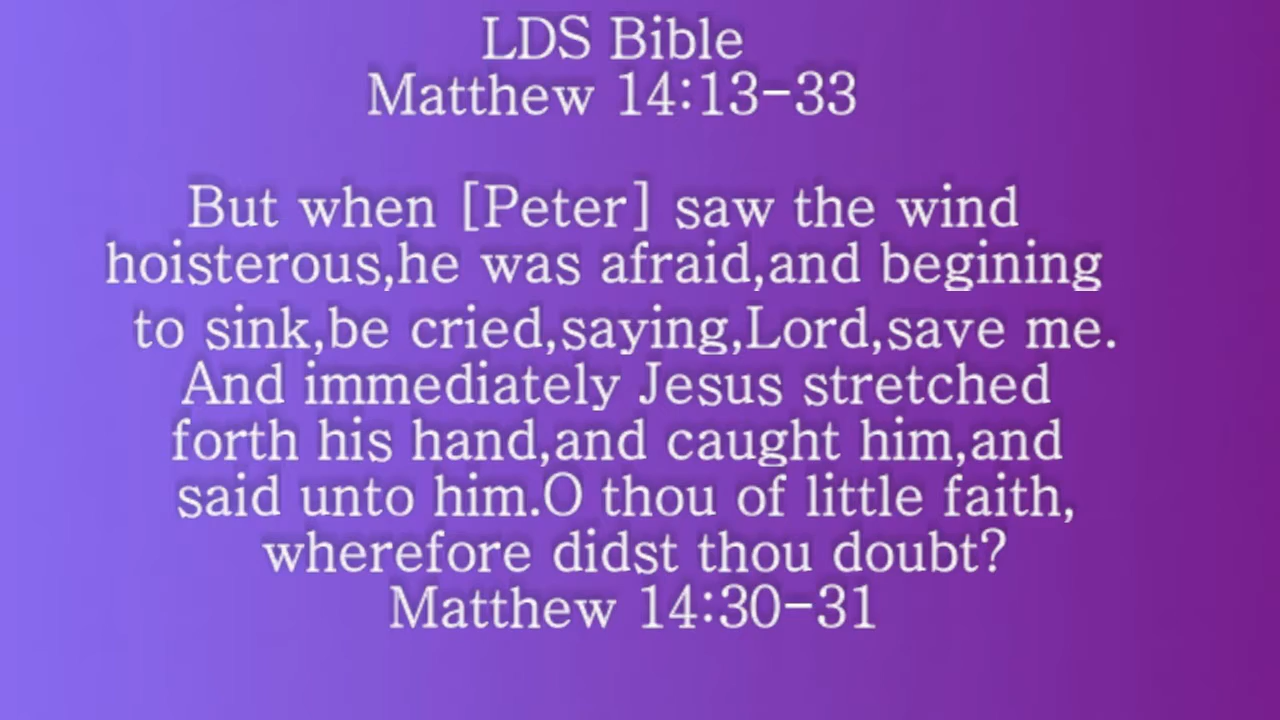 LDS Bible
Matthew 14:13-33
But when [Peter] saw the wind
hoisterous,he was afraid,and begining
to sink,be cried,saying,Lord,save me.
And immediately Jesus stretched
forth his hand,and caught him,and
said unto him.O thou of little faith,
wherefore didst thou doubt?
Matthew 14:30-31